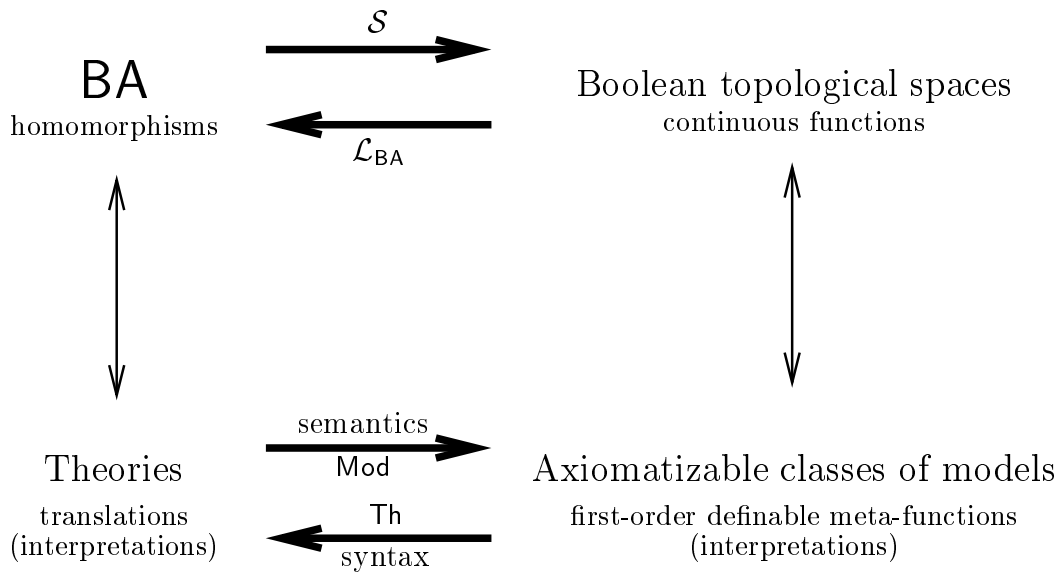 𝒮
BA
homomorphisms
Boolean topological spaces
continuous functions
ℒ_BA
semantics
Mod
Theories
Axiomatizable classes of models
translations
(interpretations)
Th
syntax
first-order definable meta-functions
(interpretations)